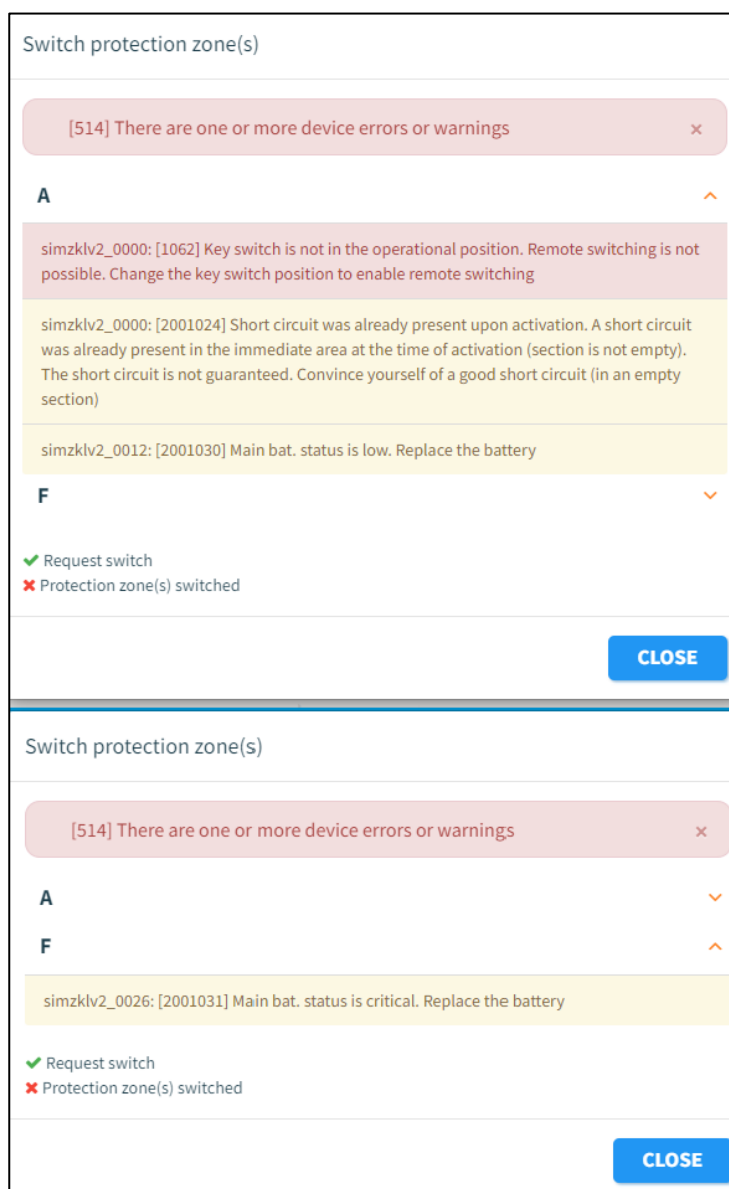 Switch protection zone(s)
[514] There are one or more device errors or warnings ×
A
simzklv2_0000: [1062] Key switch is not in the operational position. Remote switching is not
possible. Change the key switch position to enable remote switching
simzklv2_0000: [2001024] Short circuit was already present upon activation. A short circuit
was already present in the immediate area at the time of activation (section is not empty).
The short circuit is not guaranteed. Convince yourself of a good short circuit (in an empty
section)
simzklv2_0012: [2001030] Main bat. status is low. Replace the battery
F
✔ Request switch
✖ Protection zone(s) switched
CLOSE
Switch protection zone(s)
[514] There are one or more device errors or warnings ×
A
F
simzklv2_0026: [2001031] Main bat. status is critical. Replace the battery
✔ Request switch
✖ Protection zone(s) switched
CLOSE